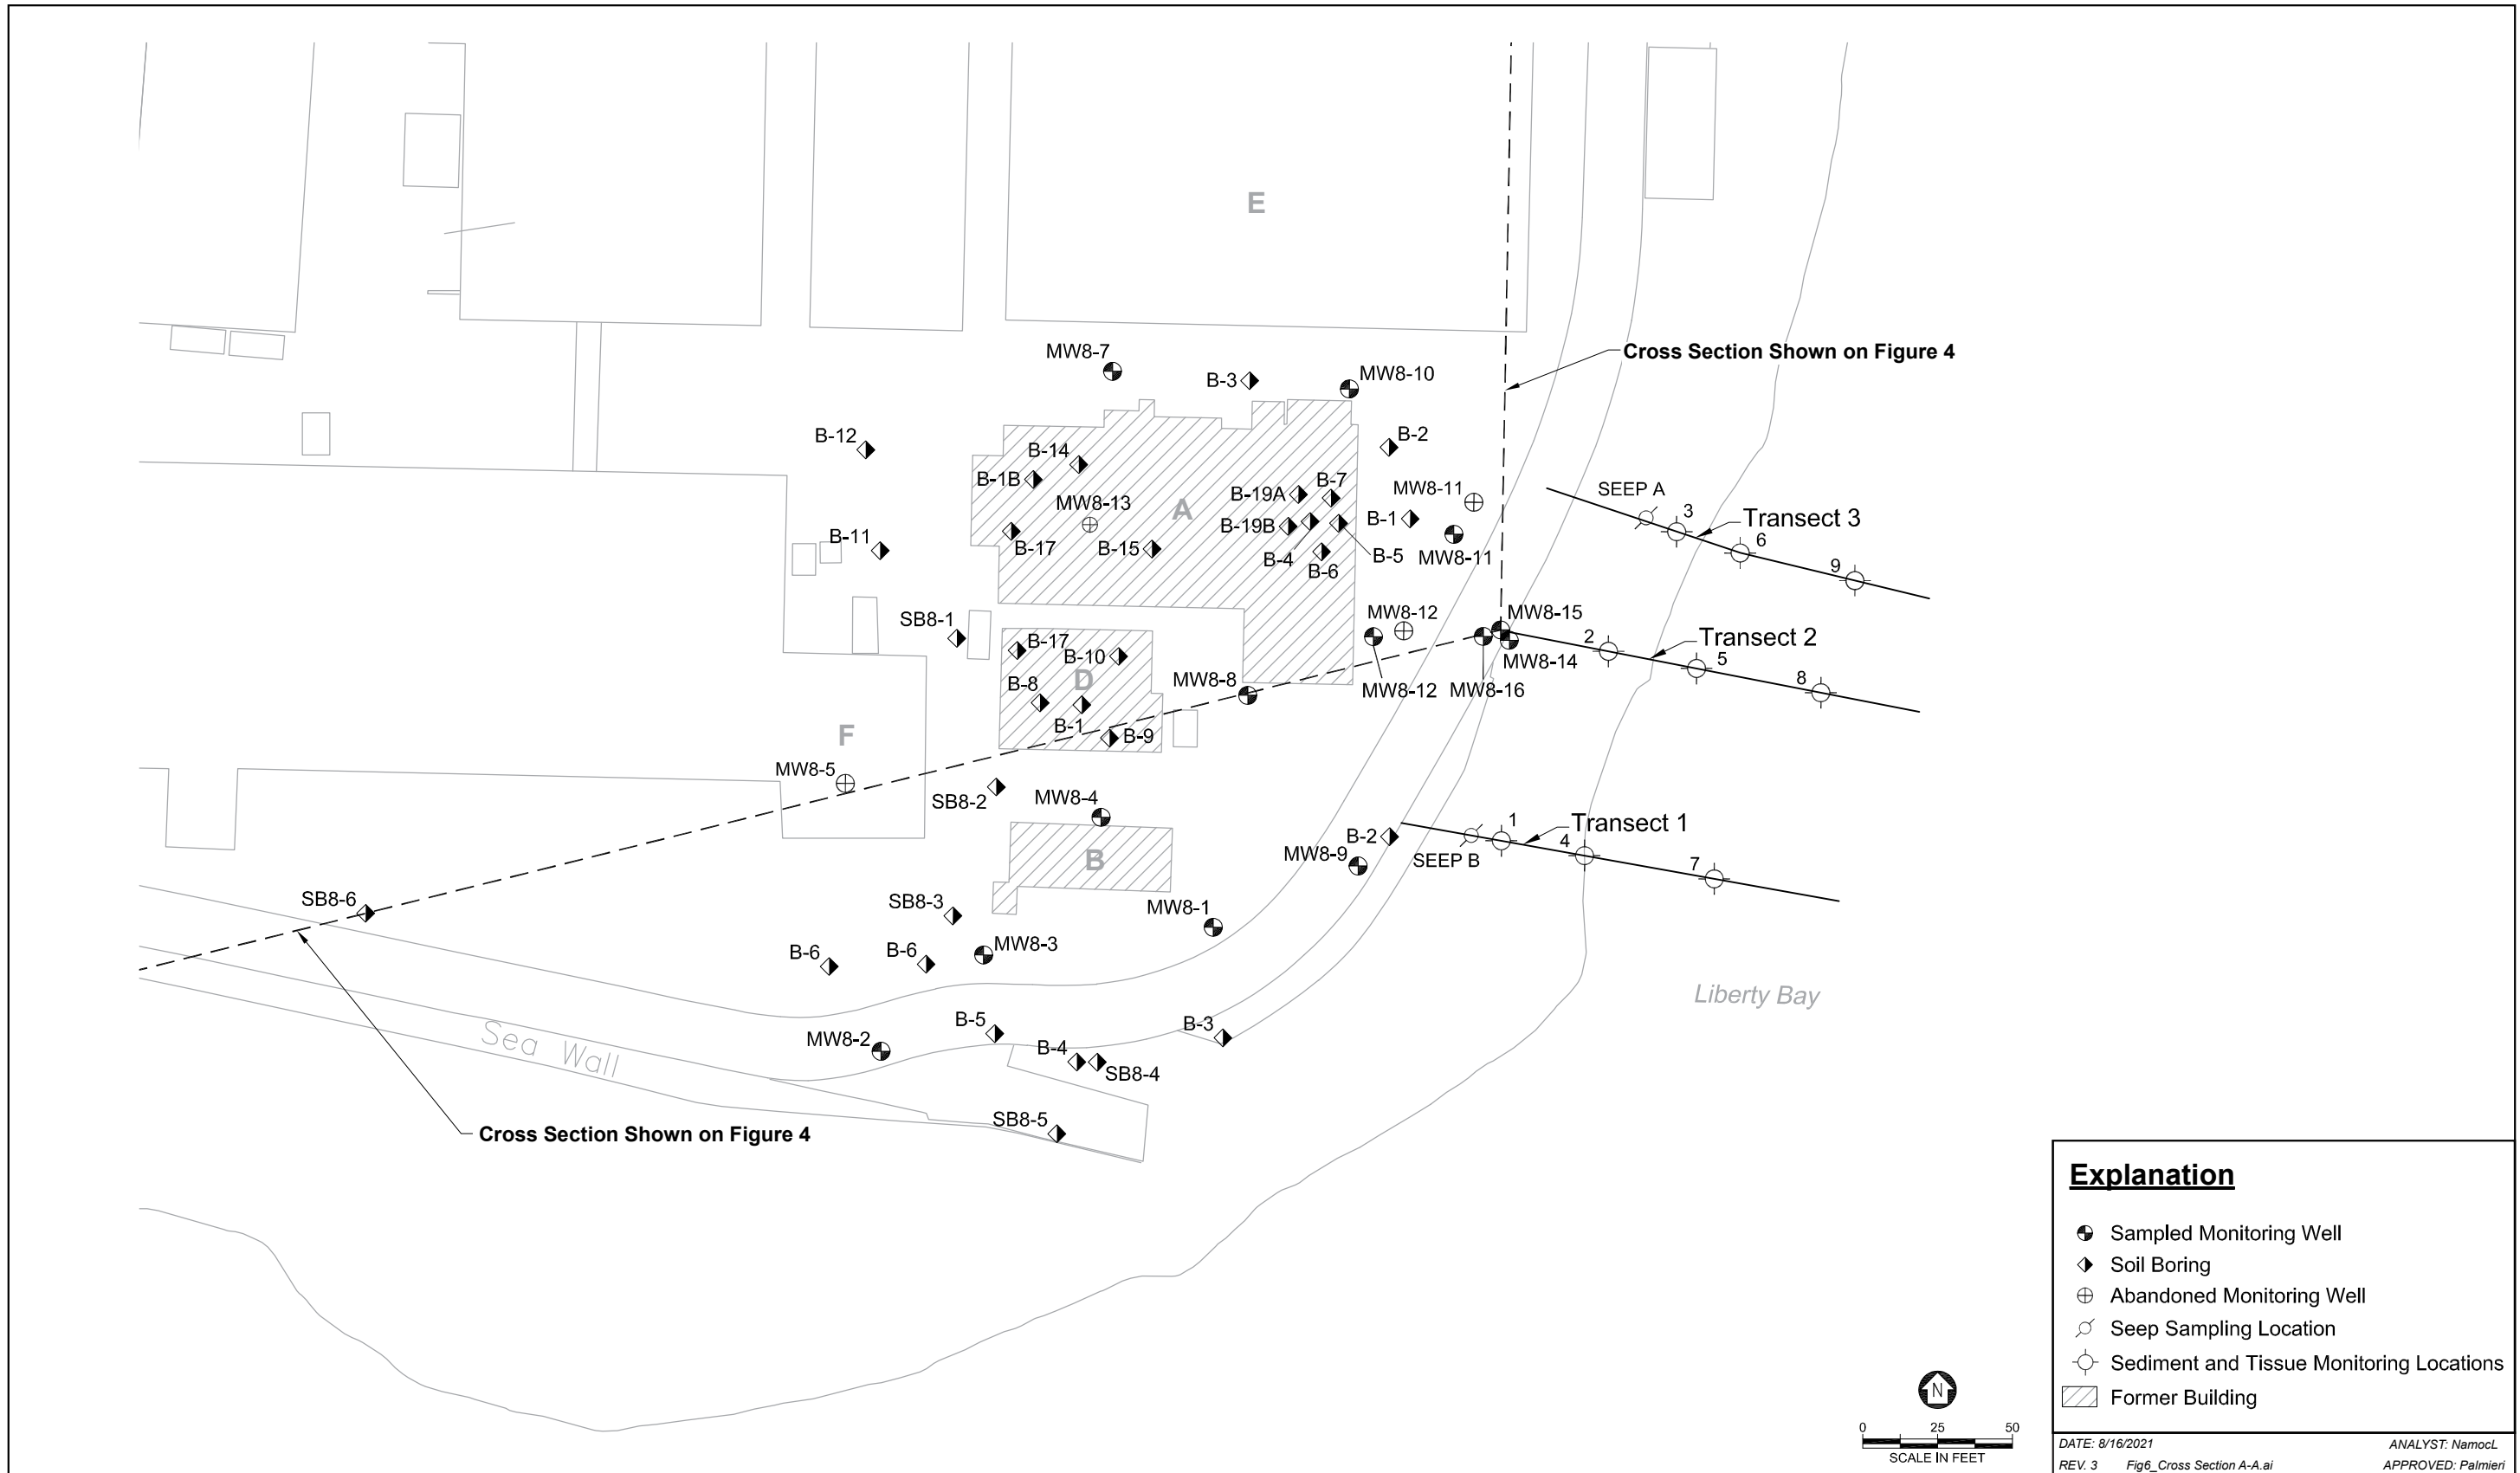 E
Cross Section Shown on Figure 4
MW8-7
B-3
MW8-10
B-12
B-2
B-14
B-1B
MW8-13
A
B-19A
B-7
MW8-11
SEEP A
3
Transect 3
B-19B
B-1
B-11
B-17
B-15
B-4
B-5
MW8-11
6
B-6
9
SB8-1
MW8-12
MW8-15
B-17
B-10
2
Transect 2
MW8-14
5
B-8
D
MW8-8
MW8-12
MW8-16
8
B-1
B-9
F
MW8-5
SB8-2
MW8-4
1
Transect 1
B-2
4
B
MW8-9
SEEP B
7
SB8-6
SB8-3
MW8-1
B-6
B-6
MW8-3
Liberty Bay
B-5
B-3
Sea Wall
MW8-2
B-4
SB8-4
SB8-5
Cross Section Shown on Figure 4
Explanation
Sampled Monitoring Well
Soil Boring
Abandoned Monitoring Well
Seep Sampling Location
Sediment and Tissue Monitoring Locations
Former Building
N
0 25 50
SCALE IN FEET
DATE: 8/16/2021 ANALYST: NamocL
REV. 3 Fig6_Cross Section A-A.ai APPROVED: Palmieri